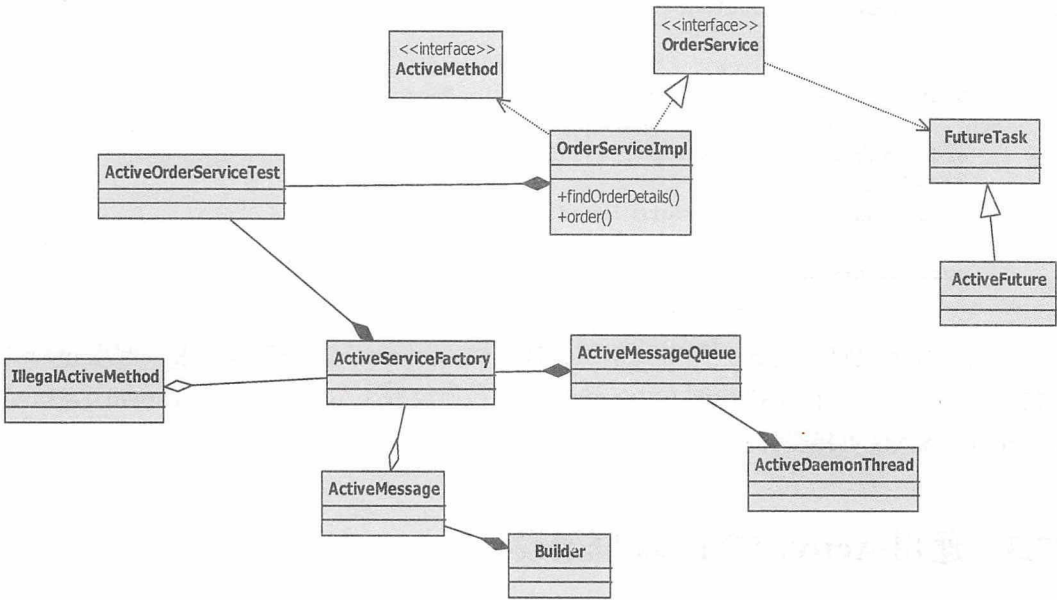 <<interface>>
OrderService
<<interface>>
ActiveMethod
FutureTask
OrderServiceImpl
+findOrderDetails()
+order()
ActiveOrderServiceTest
ActiveFuture
ActiveServiceFactory
ActiveMessageQueue
IllegalActiveMethod
ActiveDaemonThread
ActiveMessage
Builder